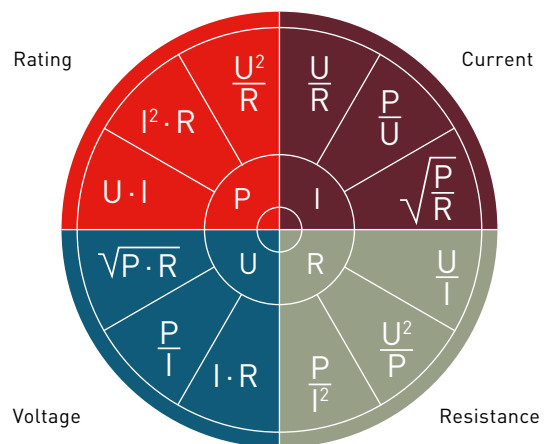 Rating
Current
U²/R
U/R
I² · R
P/U
U · I
√(P/R)
P
I
√(P · R)
U/I
U
R
P/I
U²/P
I · R
P/I²
Voltage
Resistance